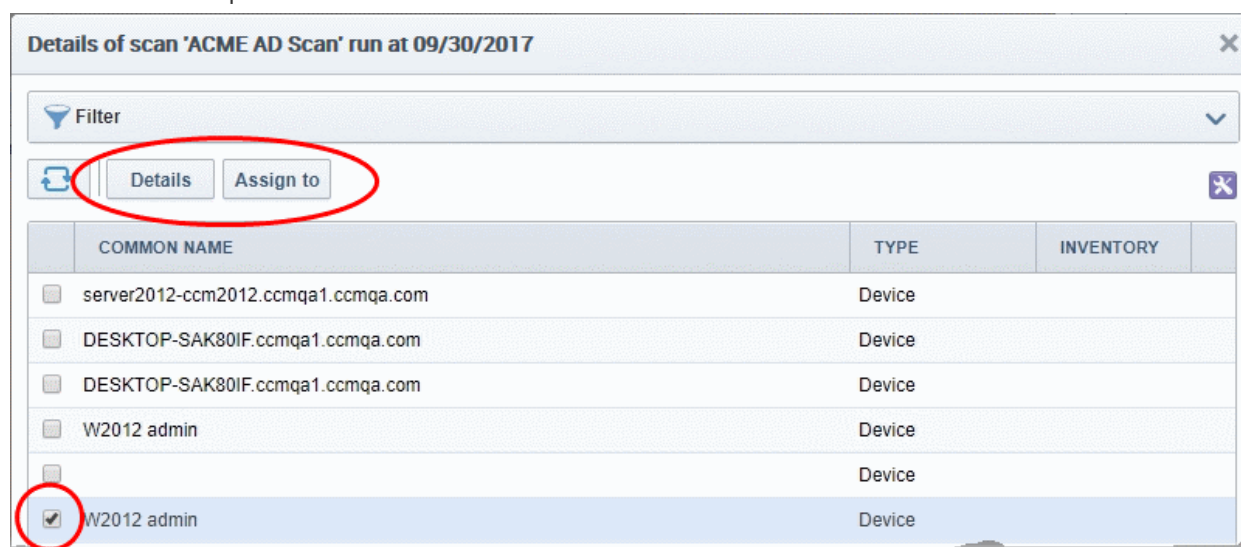 Details of scan 'ACME AD Scan' run at 09/30/2017
Filter
Details Assign to
COMMON NAME TYPE INVENTORY
server2012-ccm2012.ccmqa1.ccmqa.com Device
DESKTOP-SAK80IF.ccmqa1.ccmqa.com Device
DESKTOP-SAK80IF.ccmqa1.ccmqa.com Device
W2012 admin Device
Device
W2012 admin Device